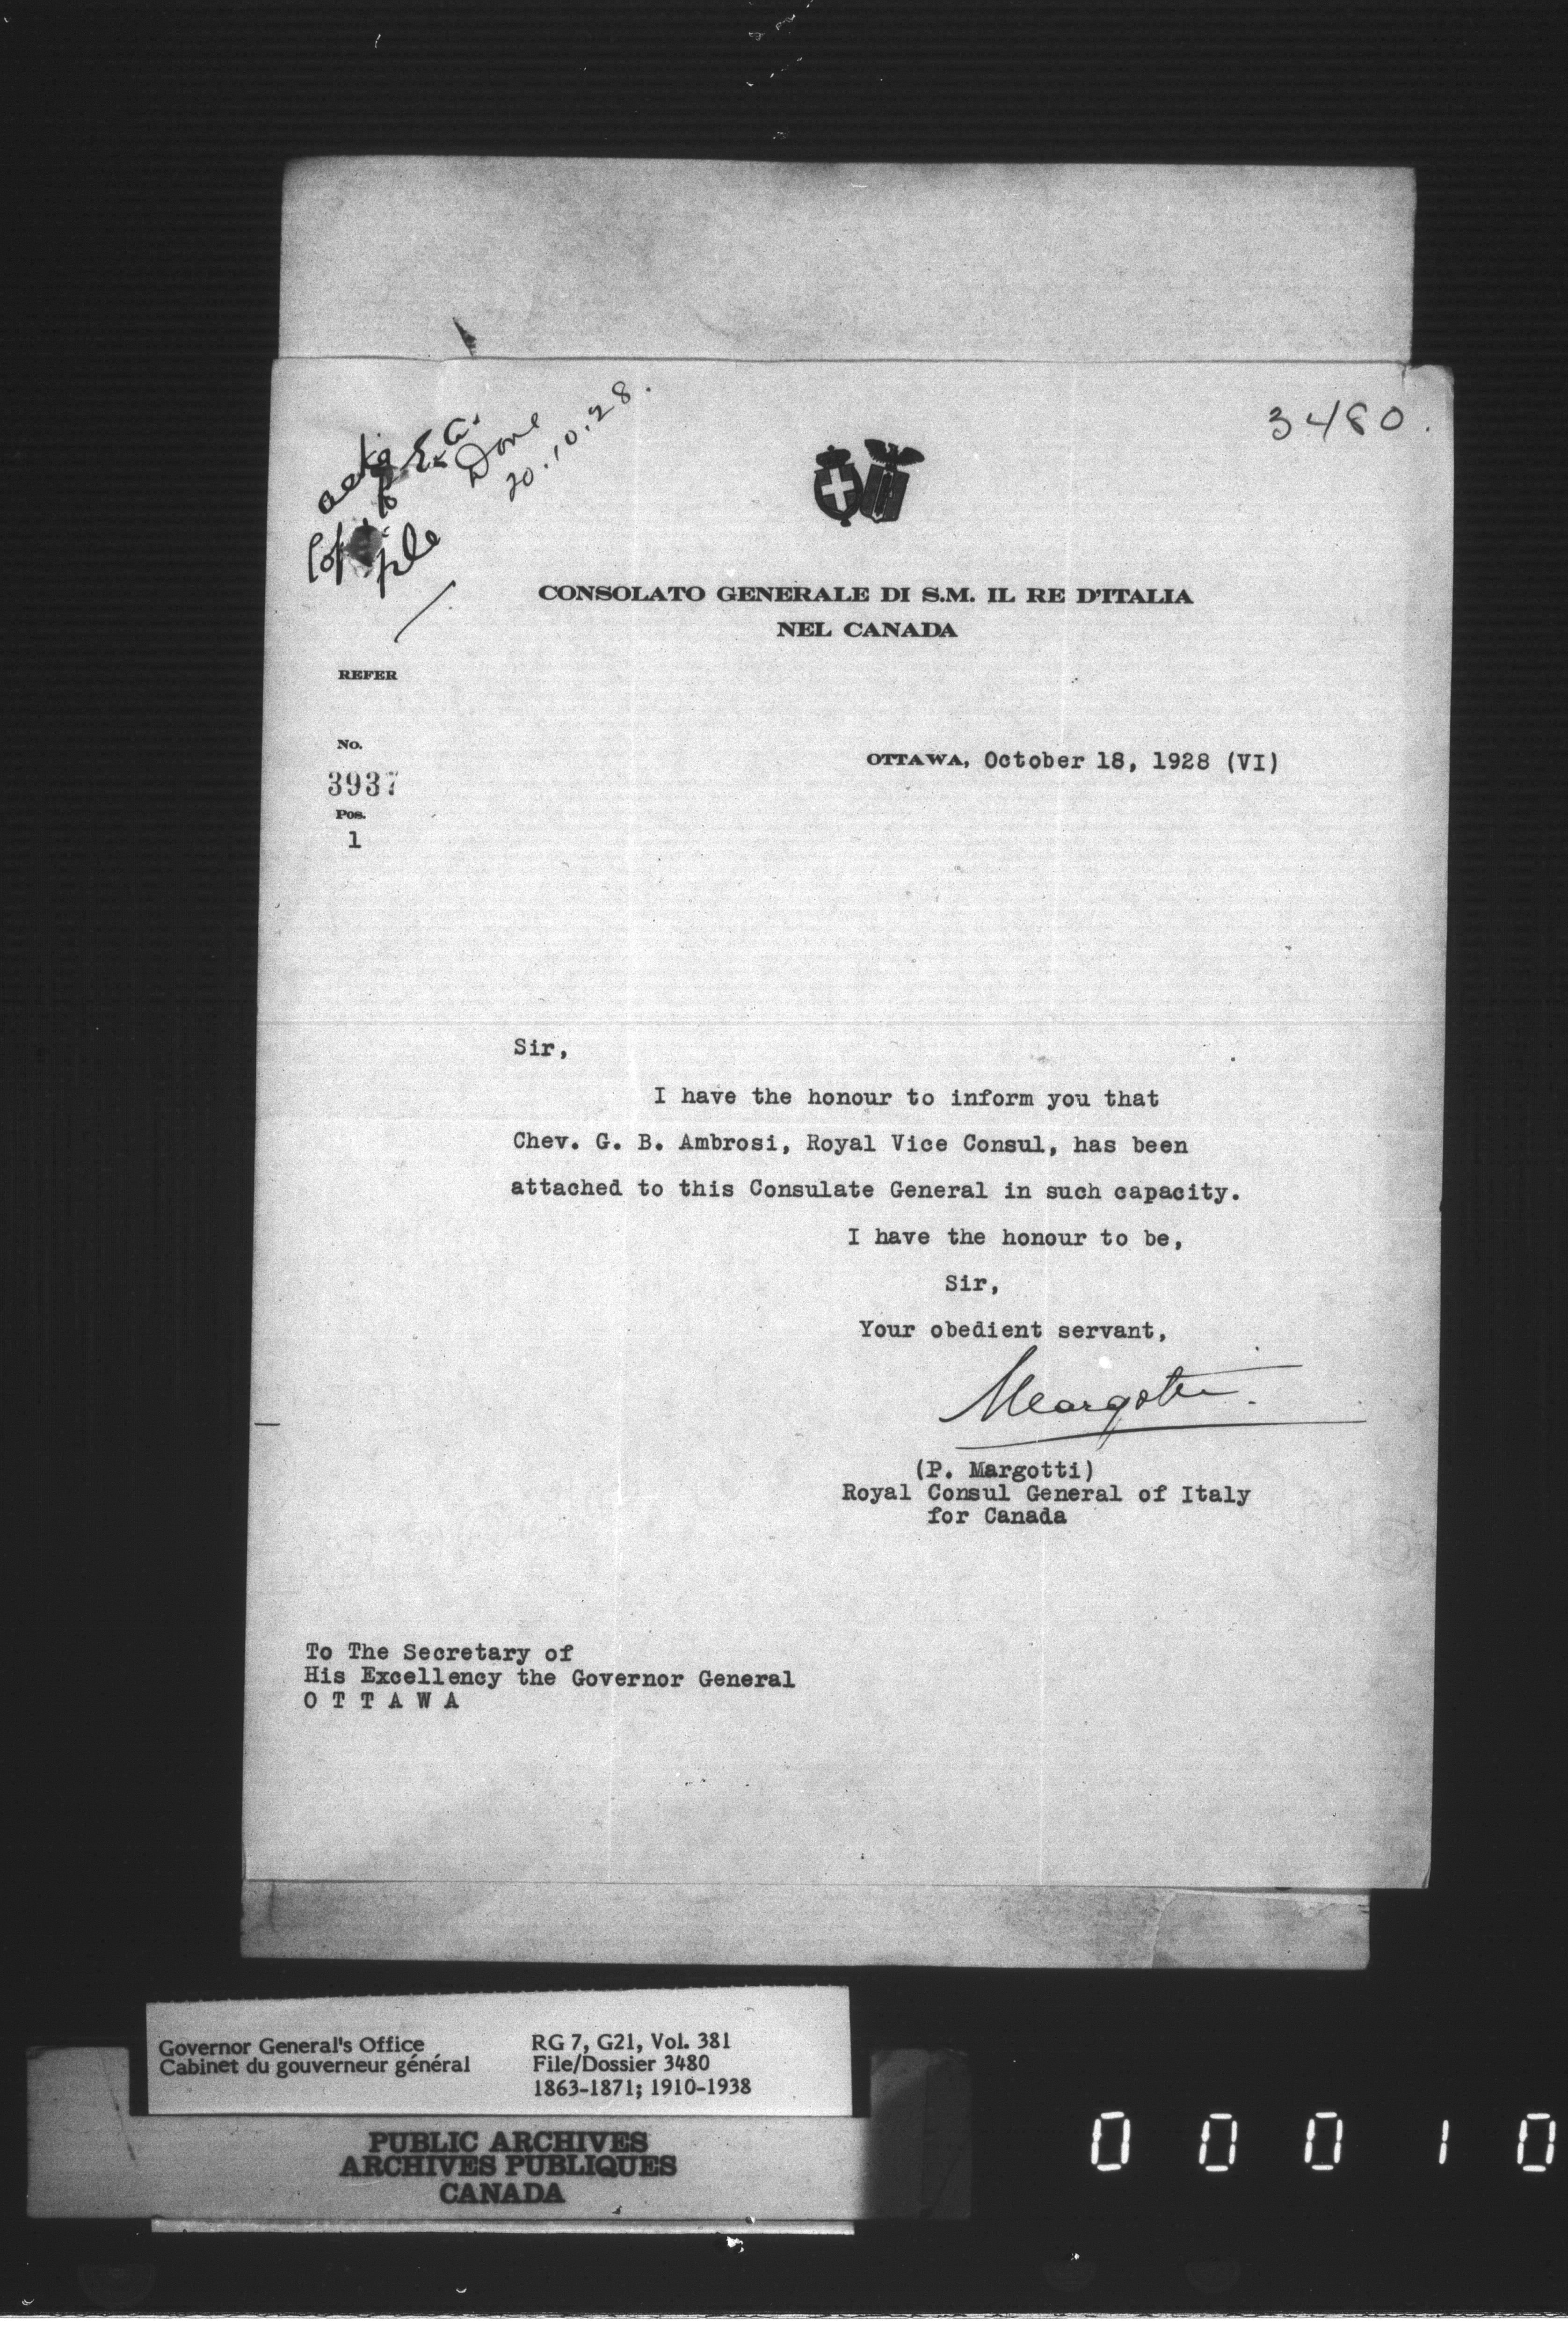 3480.
Done
20.10.28.
CONSOLATO GENERALE DI S.M. IL RE D'ITALIA
NEL CANADA
REFER
No.
3937
Pos.
1
OTTAWA, October 18, 1928 (VI)
Sir,
I have the honour to inform you that
Chev. G. B. Ambrosi, Royal Vice Consul, has been
attached to this Consulate General in such capacity.
I have the honour to be,
Sir,
Your obedient servant,
Margotti
(P. Margotti)
Royal Consul General of Italy
for Canada
To The Secretary of
His Excellency the Governor General
O T T A W A
Governor General's Office
Cabinet du gouverneur général
RG 7, G21, Vol. 381
File/Dossier 3480
1863-1871; 1910-1938
PUBLIC ARCHIVES
ARCHIVES PUBLIQUES
CANADA
0 0 0 1 0